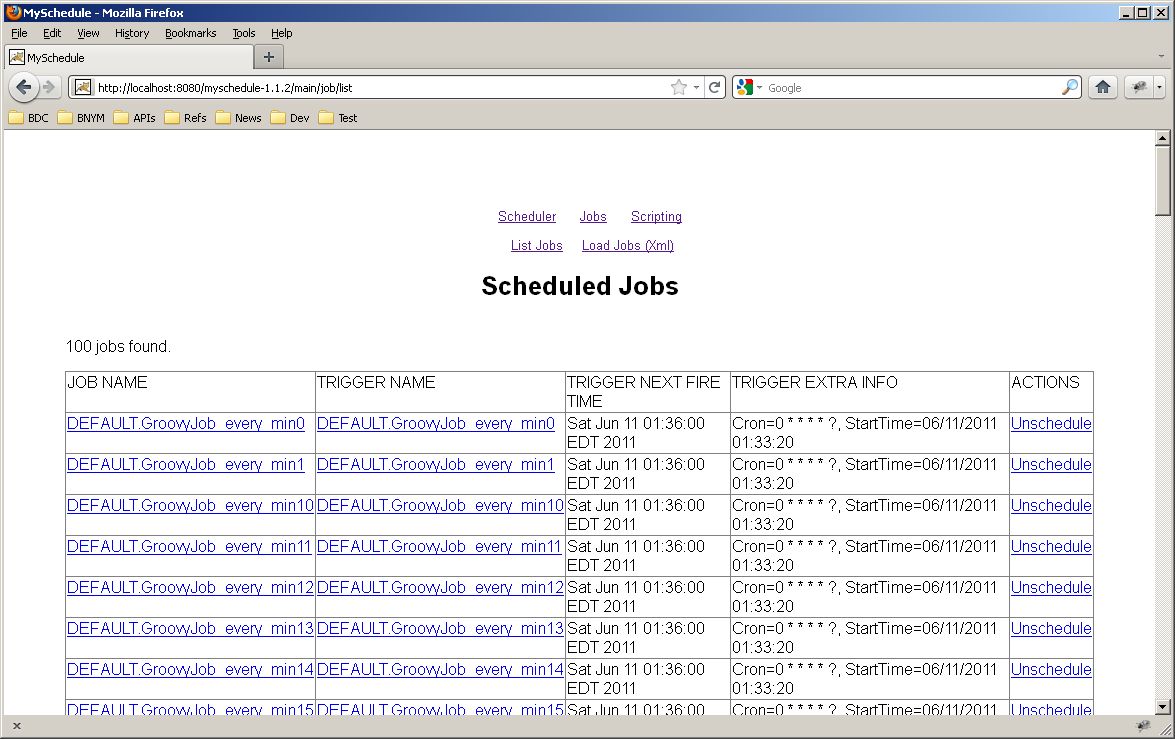 MySchedule - Mozilla Firefox
File Edit View History Bookmarks Tools Help
MySchedule
http://localhost:8080/myschedule-1.1.2/main/job/list Google
BDC BNYM APIs Refs News Dev Test
Scheduler Jobs Scripting
List Jobs Load Jobs (Xml)
Scheduled Jobs
100 jobs found.
JOB NAME TRIGGER NAME TRIGGER NEXT FIRE TRIGGER EXTRA INFO ACTIONS
TIME
DEFAULT.GroovyJob_every_min0 DEFAULT.GroovyJob_every_min0 Sat Jun 11 01:36:00 Cron=0 * * * * ?, StartTime=06/11/2011 Unschedule
EDT 2011 01:33:20
DEFAULT.GroovyJob_every_min1 DEFAULT.GroovyJob_every_min1 Sat Jun 11 01:36:00 Cron=0 * * * * ?, StartTime=06/11/2011 Unschedule
EDT 2011 01:33:20
DEFAULT.GroovyJob_every_min10 DEFAULT.GroovyJob_every_min10 Sat Jun 11 01:36:00 Cron=0 * * * * ?, StartTime=06/11/2011 Unschedule
EDT 2011 01:33:20
DEFAULT.GroovyJob_every_min11 DEFAULT.GroovyJob_every_min11 Sat Jun 11 01:36:00 Cron=0 * * * * ?, StartTime=06/11/2011 Unschedule
EDT 2011 01:33:20
DEFAULT.GroovyJob_every_min12 DEFAULT.GroovyJob_every_min12 Sat Jun 11 01:36:00 Cron=0 * * * * ?, StartTime=06/11/2011 Unschedule
EDT 2011 01:33:20
DEFAULT.GroovyJob_every_min13 DEFAULT.GroovyJob_every_min13 Sat Jun 11 01:36:00 Cron=0 * * * * ?, StartTime=06/11/2011 Unschedule
EDT 2011 01:33:20
DEFAULT.GroovyJob_every_min14 DEFAULT.GroovyJob_every_min14 Sat Jun 11 01:36:00 Cron=0 * * * * ?, StartTime=06/11/2011 Unschedule
EDT 2011 01:33:20
DEFAULT.GroovyJob_every_min15 DEFAULT.GroovyJob_every_min15 Sat Jun 11 01:36:00 Cron=0 * * * * ?, StartTime=06/11/2011 Unschedule